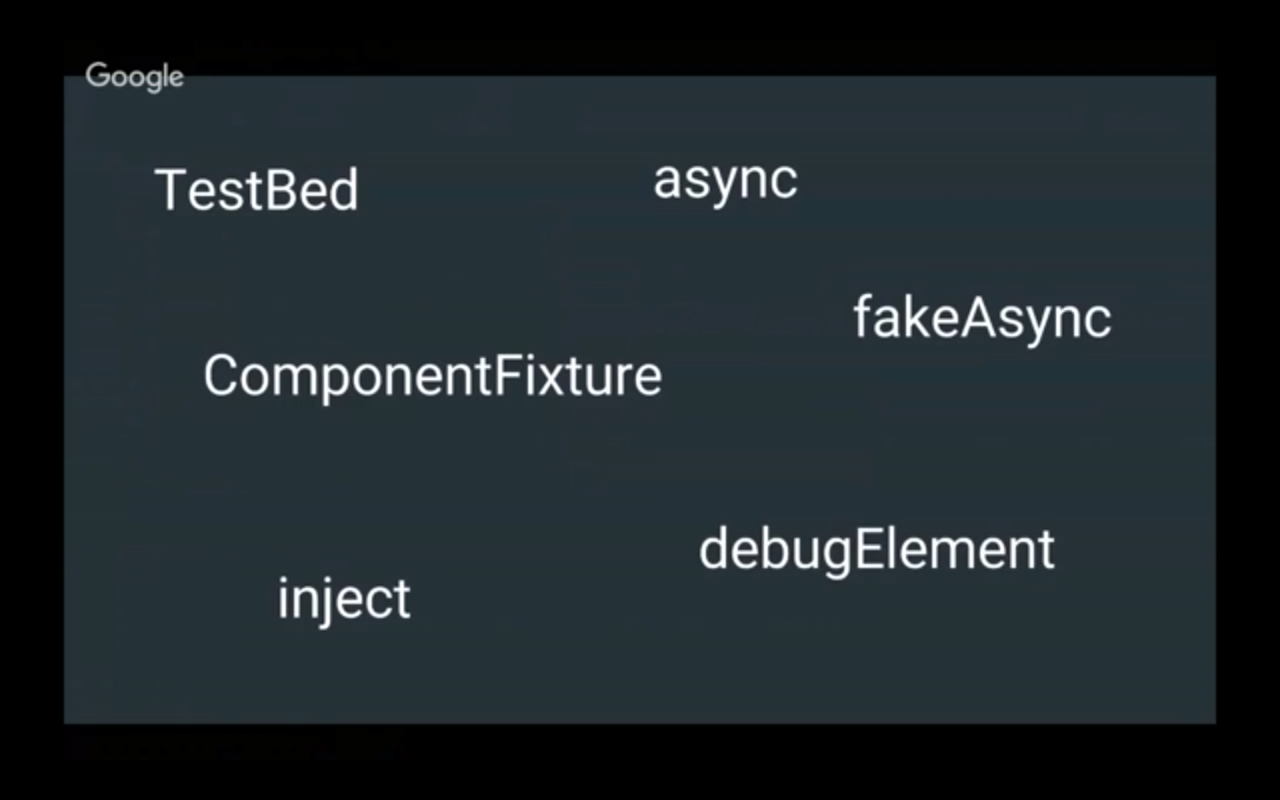 Google
TestBed
async
fakeAsync
ComponentFixture
debugElement
inject